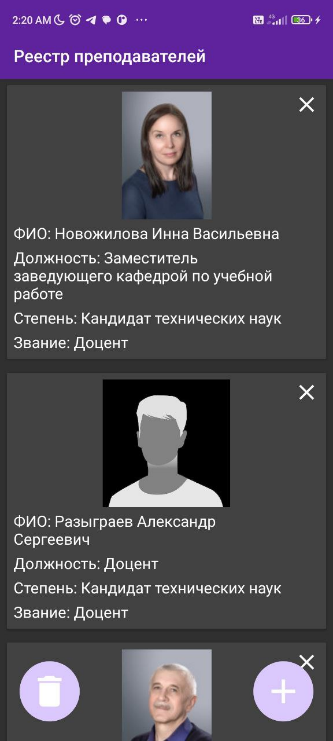 2:20 AM
Реестр преподавателей
ФИО: Новожилова Инна Васильевна
Должность: Заместитель
заведующего кафедрой по учебной
работе
Степень: Кандидат технических наук
Звание: Доцент
ФИО: Разыграев Александр
Сергеевич
Должность: Доцент
Степень: Кандидат технических наук
Звание: Доцент